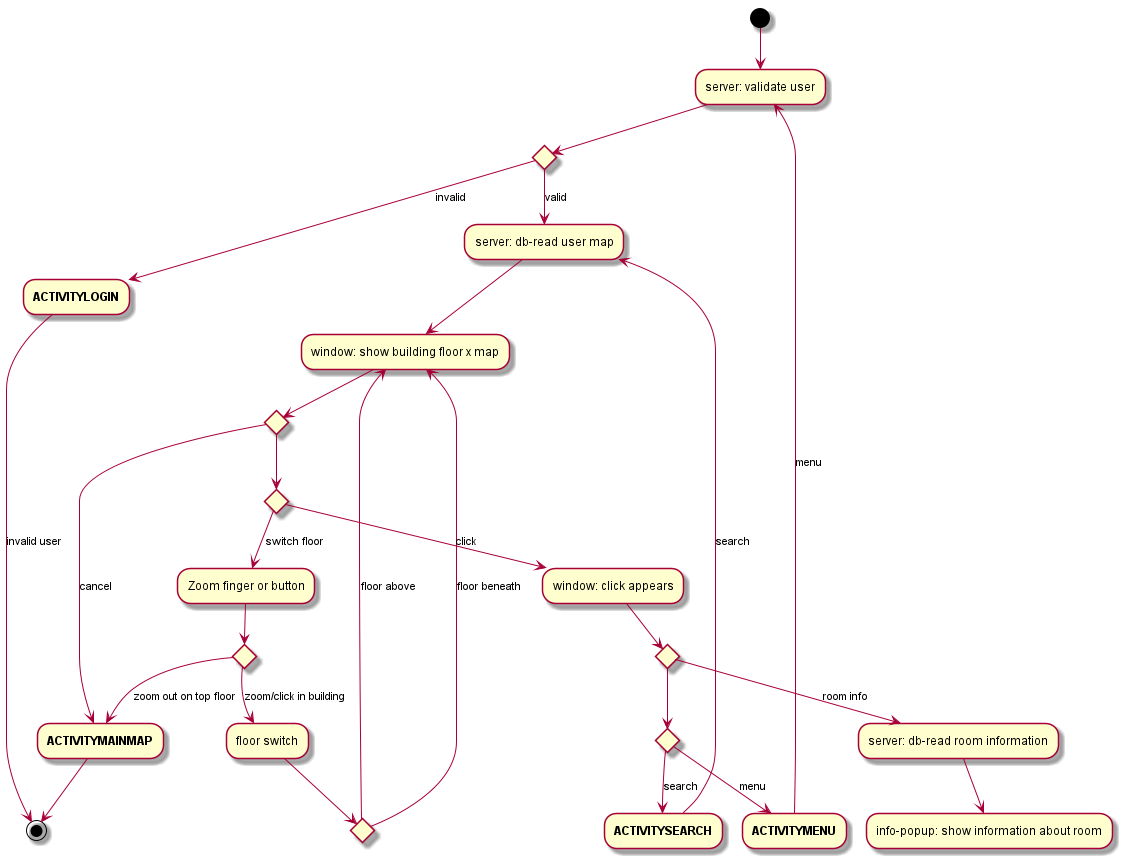 server: validate user
invalid
valid
server: db-read user map
ACTIVITYLOGIN
window: show building floor x map
menu
invalid user
switch floor
click
search
cancel
Zoom finger or button
floor above
floor beneath
window: click appears
zoom out on top floor
zoom/click in building
room info
ACTIVITYMAINMAP
floor switch
server: db-read room information
search
menu
ACTIVITYSEARCH
ACTIVITYMENU
info-popup: show information about room